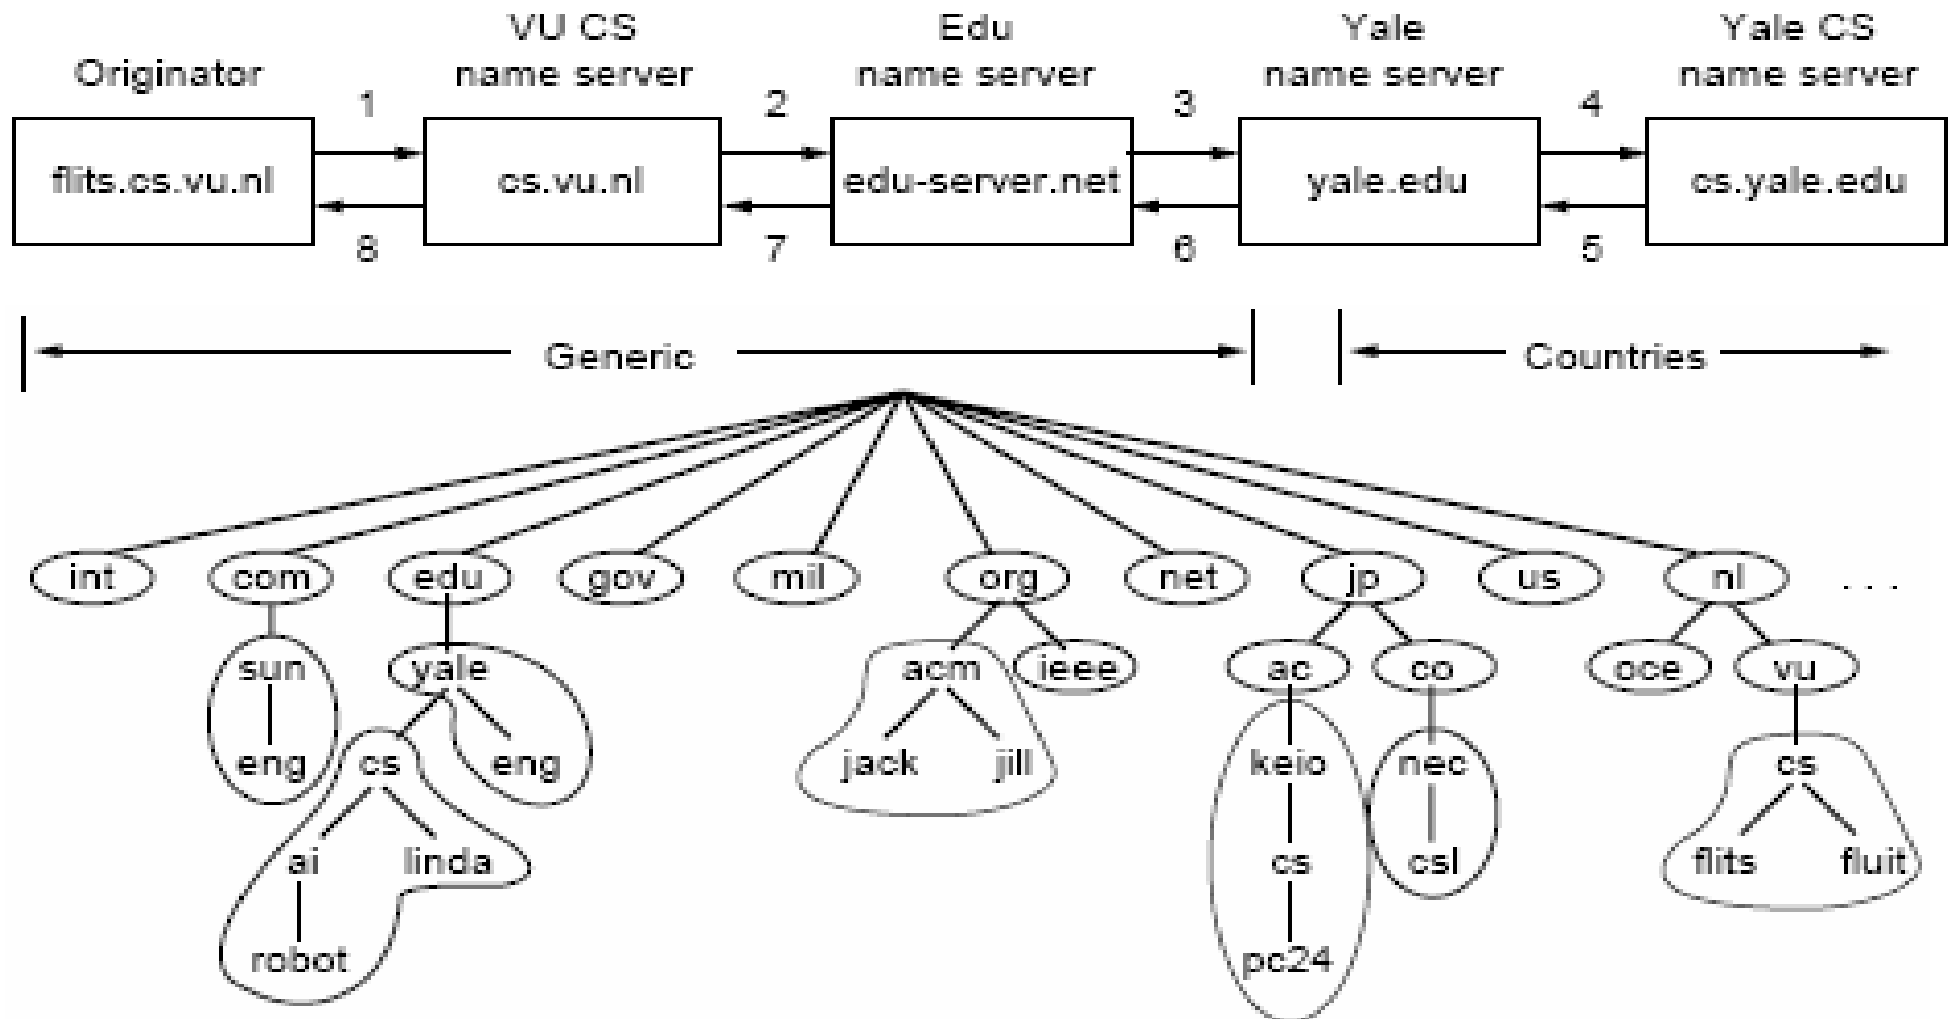 VU CS Edu Yale Yale CS
Originator name server name server name server name server
1 2 3 4
flits.cs.vu.nl cs.vu.nl edu-server.net yale.edu cs.yale.edu
8 7 6 5
Generic Countries
int com edu gov mil org net jp us nl . . .
sun yale acm ieee ac co oce vu
eng cs eng jack jill keio nec cs
ai linda cs csl flits fluit
robot pc24